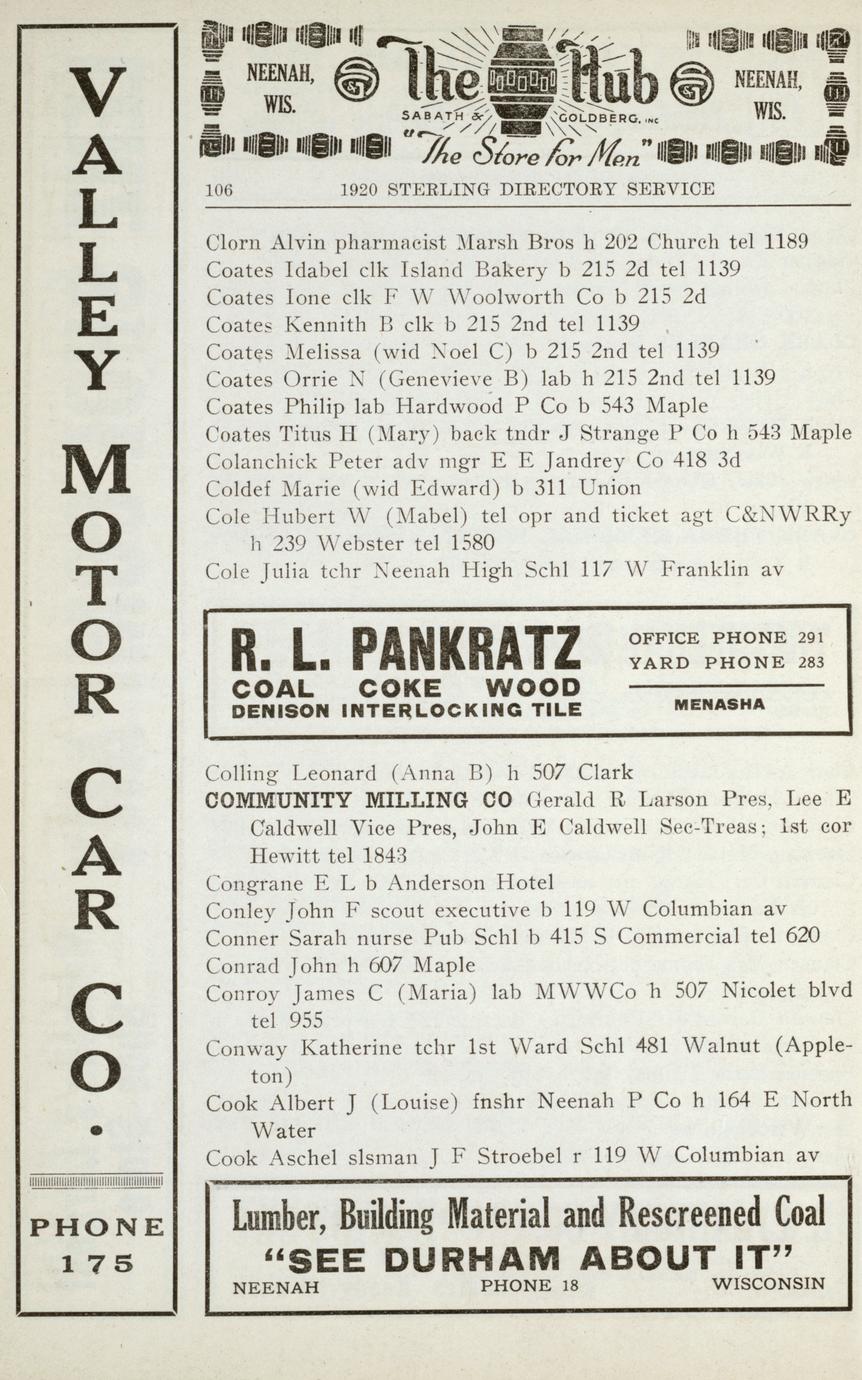 VALLEY MOTOR CAR CO.
PHONE
175
NEENAH,
WIS.
The Hub
SABATH & GOLDBERG, INC
"The Store for Men"
NEENAH,
WIS.
106 1920 STERLING DIRECTORY SERVICE
Clorn Alvin pharmacist Marsh Bros h 202 Church tel 1189
Coates Idabel clk Island Bakery b 215 2d tel 1139
Coates Ione clk F W Woolworth Co b 215 2d
Coates Kennith B clk b 215 2nd tel 1139
Coates Melissa (wid Noel C) b 215 2nd tel 1139
Coates Orrie N (Genevieve B) lab h 215 2nd tel 1139
Coates Philip lab Hardwood P Co b 543 Maple
Coates Titus H (Mary) back tndr J Strange P Co h 543 Maple
Colanchick Peter adv mgr E E Jandrey Co 418 3d
Coldef Marie (wid Edward) b 311 Union
Cole Hubert W (Mabel) tel opr and ticket agt C&NWRRy
h 239 Webster tel 1580
Cole Julia tchr Neenah High Schl 117 W Franklin av
R. L. PANKRATZ
COAL COKE WOOD
DENISON INTERLOCKING TILE
OFFICE PHONE 291
YARD PHONE 283
MENASHA
Colling Leonard (Anna B) h 507 Clark
COMMUNITY MILLING CO Gerald R Larson Pres, Lee E
Caldwell Vice Pres, John E Caldwell Sec-Treas; 1st cor
Hewitt tel 1843
Congrane E L b Anderson Hotel
Conley John F scout executive b 119 W Columbian av
Conner Sarah nurse Pub Schl b 415 S Commercial tel 620
Conrad John h 607 Maple
Conroy James C (Maria) lab MWWCo h 507 Nicolet blvd
tel 955
Conway Katherine tchr 1st Ward Schl 481 Walnut (Apple-
ton)
Cook Albert J (Louise) fnshr Neenah P Co h 164 E North
Water
Cook Aschel slsman J F Stroebel r 119 W Columbian av
Lumber, Building Material and Rescreened Coal
"SEE DURHAM ABOUT IT"
NEENAH PHONE 18 WISCONSIN